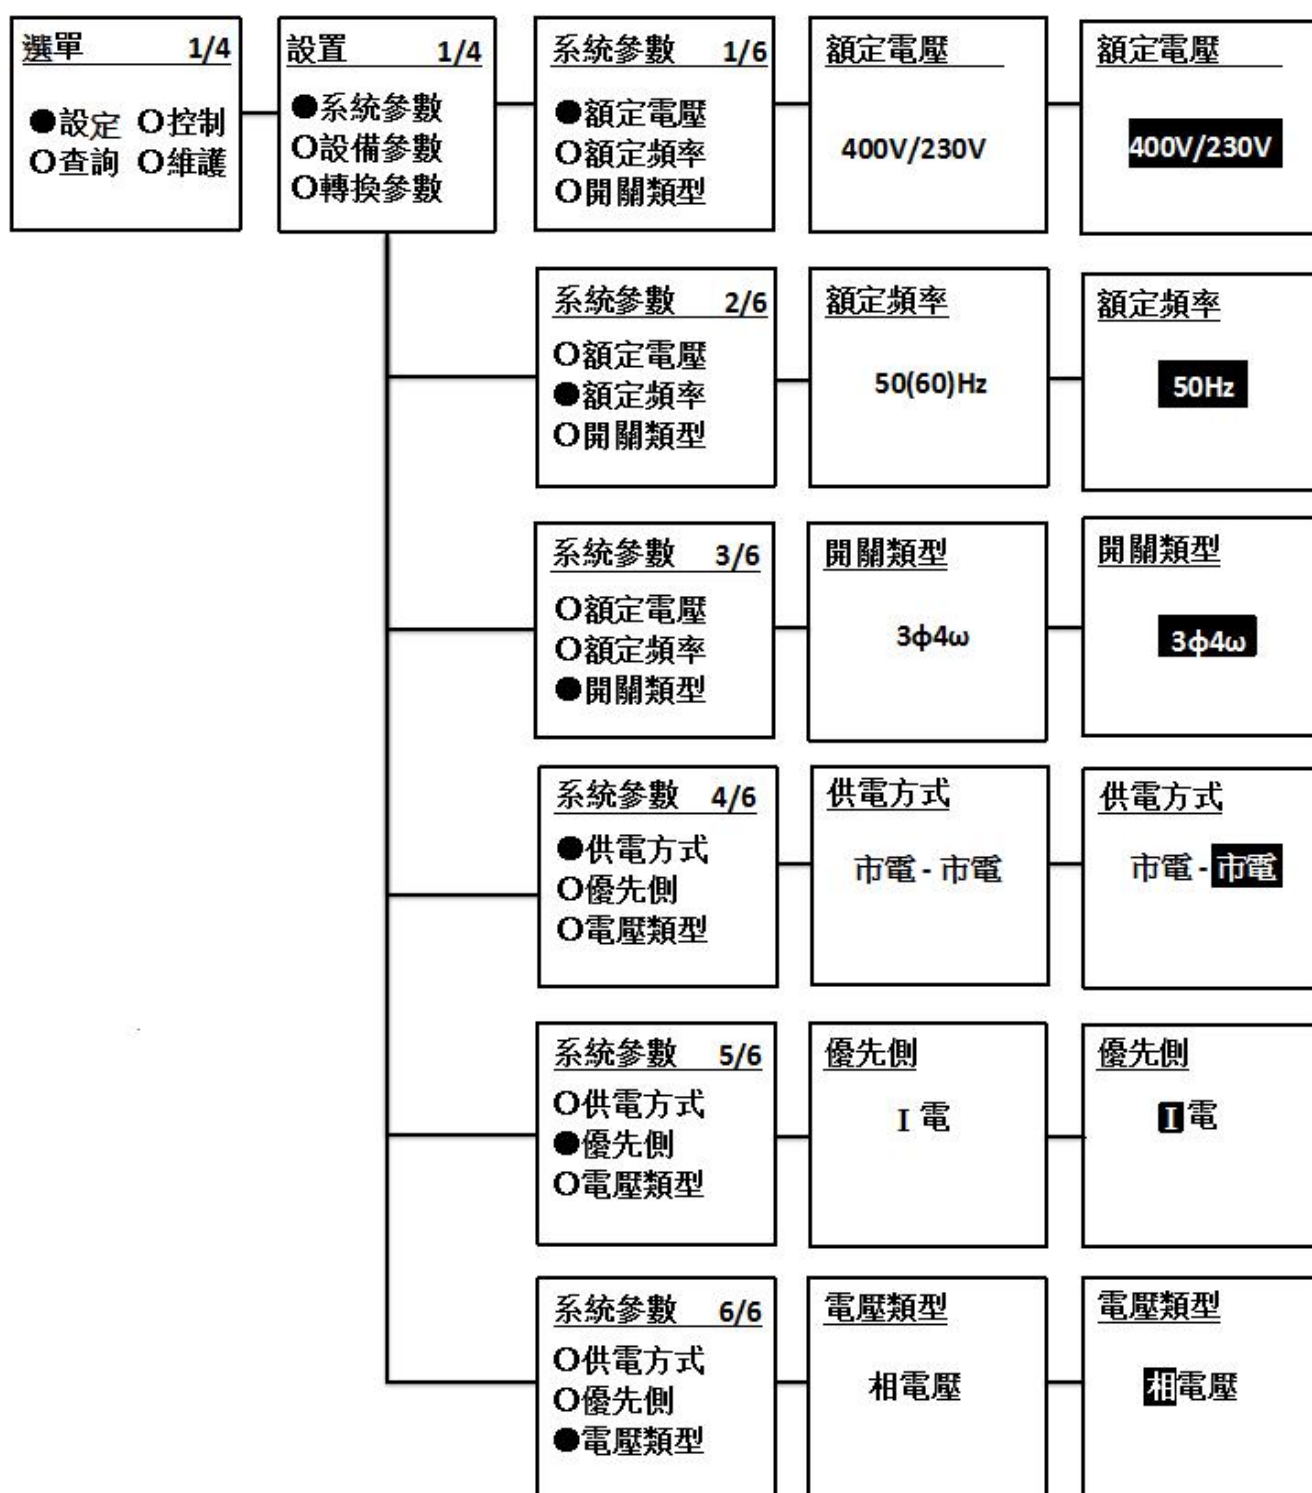 選單 1/4
●設定 O控制
O查詢 O維護
設置 1/4
●系統參數
O設備參數
O轉換參數
系統參數 1/6
●額定電壓
O額定頻率
O開關類型
額定電壓
400V/230V
額定電壓
400V/230V
系統參數 2/6
O額定電壓
●額定頻率
O開關類型
額定頻率
50(60)Hz
額定頻率
50Hz
系統參數 3/6
O額定電壓
O額定頻率
●開關類型
開關類型
3ф4ω
開關類型
3ф4ω
系統參數 4/6
●供電方式
O優先側
O電壓類型
供電方式
市電 - 市電
供電方式
市電 - 市電
系統參數 5/6
O供電方式
●優先側
O電壓類型
優先側
I 電
優先側
I 電
系統參數 6/6
O供電方式
O優先側
●電壓類型
電壓類型
相電壓
電壓類型
相電壓